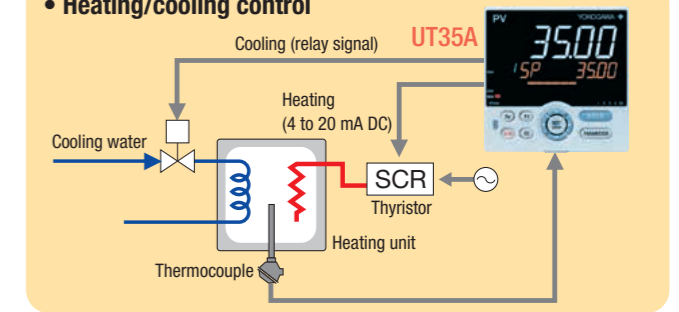 • Heating/cooling control
Cooling (relay signal)
UT35A
PV
YOKOGAWA
35.00
SP 35.00
Heating
(4 to 20 mA DC)
Cooling water
SCR
Thyristor
Heating unit
Thermocouple